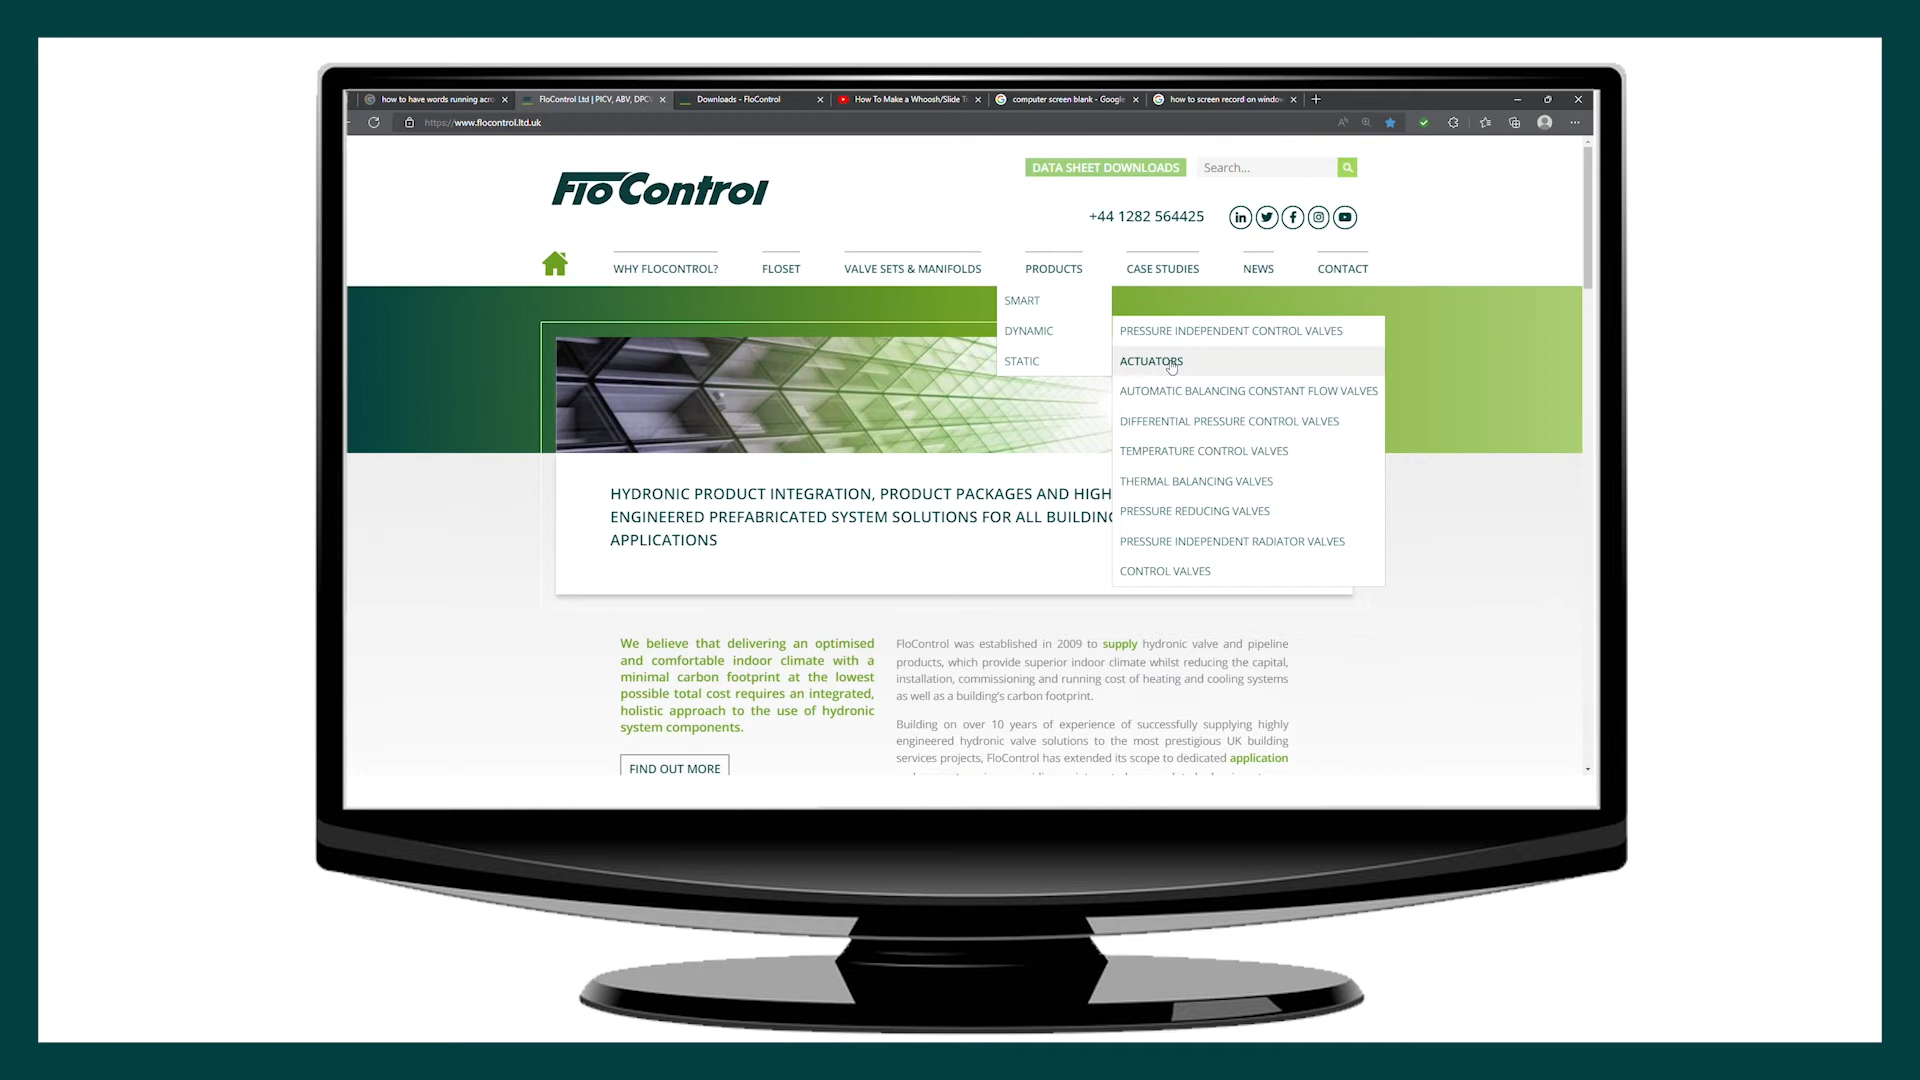 how to have words running acro
FloControl Ltd | PICV, ABV, DPCV
Downloads - FloControl
How To Make a Whoosh/Slide T
computer screen blank - Google
how to screen record on window
https://www.flocontrol.ltd.uk
FloControl
DATA SHEET DOWNLOADS
Search...
+44 1282 564425
WHY FLOCONTROL?
FLOSET
VALVE SETS & MANIFOLDS
PRODUCTS
CASE STUDIES
NEWS
CONTACT
SMART
DYNAMIC
STATIC
PRESSURE INDEPENDENT CONTROL VALVES
ACTUATORS
AUTOMATIC BALANCING CONSTANT FLOW VALVES
DIFFERENTIAL PRESSURE CONTROL VALVES
TEMPERATURE CONTROL VALVES
THERMAL BALANCING VALVES
PRESSURE REDUCING VALVES
PRESSURE INDEPENDENT RADIATOR VALVES
CONTROL VALVES
HYDRONIC PRODUCT INTEGRATION, PRODUCT PACKAGES AND HIGH
ENGINEERED PREFABRICATED SYSTEM SOLUTIONS FOR ALL BUILDING
APPLICATIONS
We believe that delivering an optimised
and comfortable indoor climate with a
minimal carbon footprint at the lowest
possible total cost requires an integrated,
holistic approach to the use of hydronic
system components.
FIND OUT MORE
FloControl was established in 2009 to supply hydronic valve and pipeline
products, which provide superior indoor climate whilst reducing the capital,
installation, commissioning and running cost of heating and cooling systems
as well as a building's carbon footprint.
Building on over 10 years of experience of successfully supplying highly
engineered hydronic valve solutions to the most prestigious UK building
services projects, FloControl has extended its scope to dedicated application